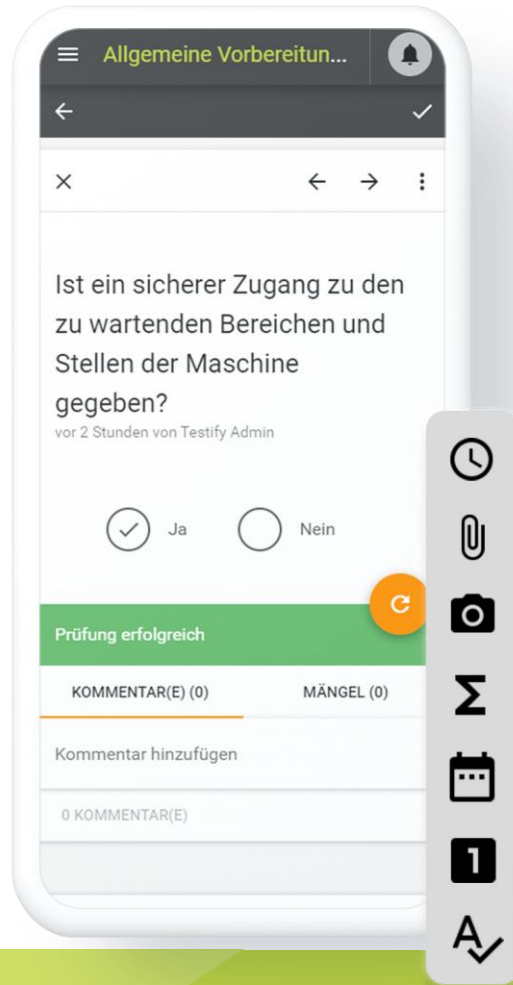 Allgemeine Vorbereitun...
Ist ein sicherer Zugang zu den
zu wartenden Bereichen und
Stellen der Maschine
gegeben?
vor 2 Stunden von Testify Admin
Ja Nein
Prüfung erfolgreich
KOMMENTAR(E) (0) MÄNGEL (0)
Kommentar hinzufügen
0 KOMMENTAR(E)
Σ
1
A